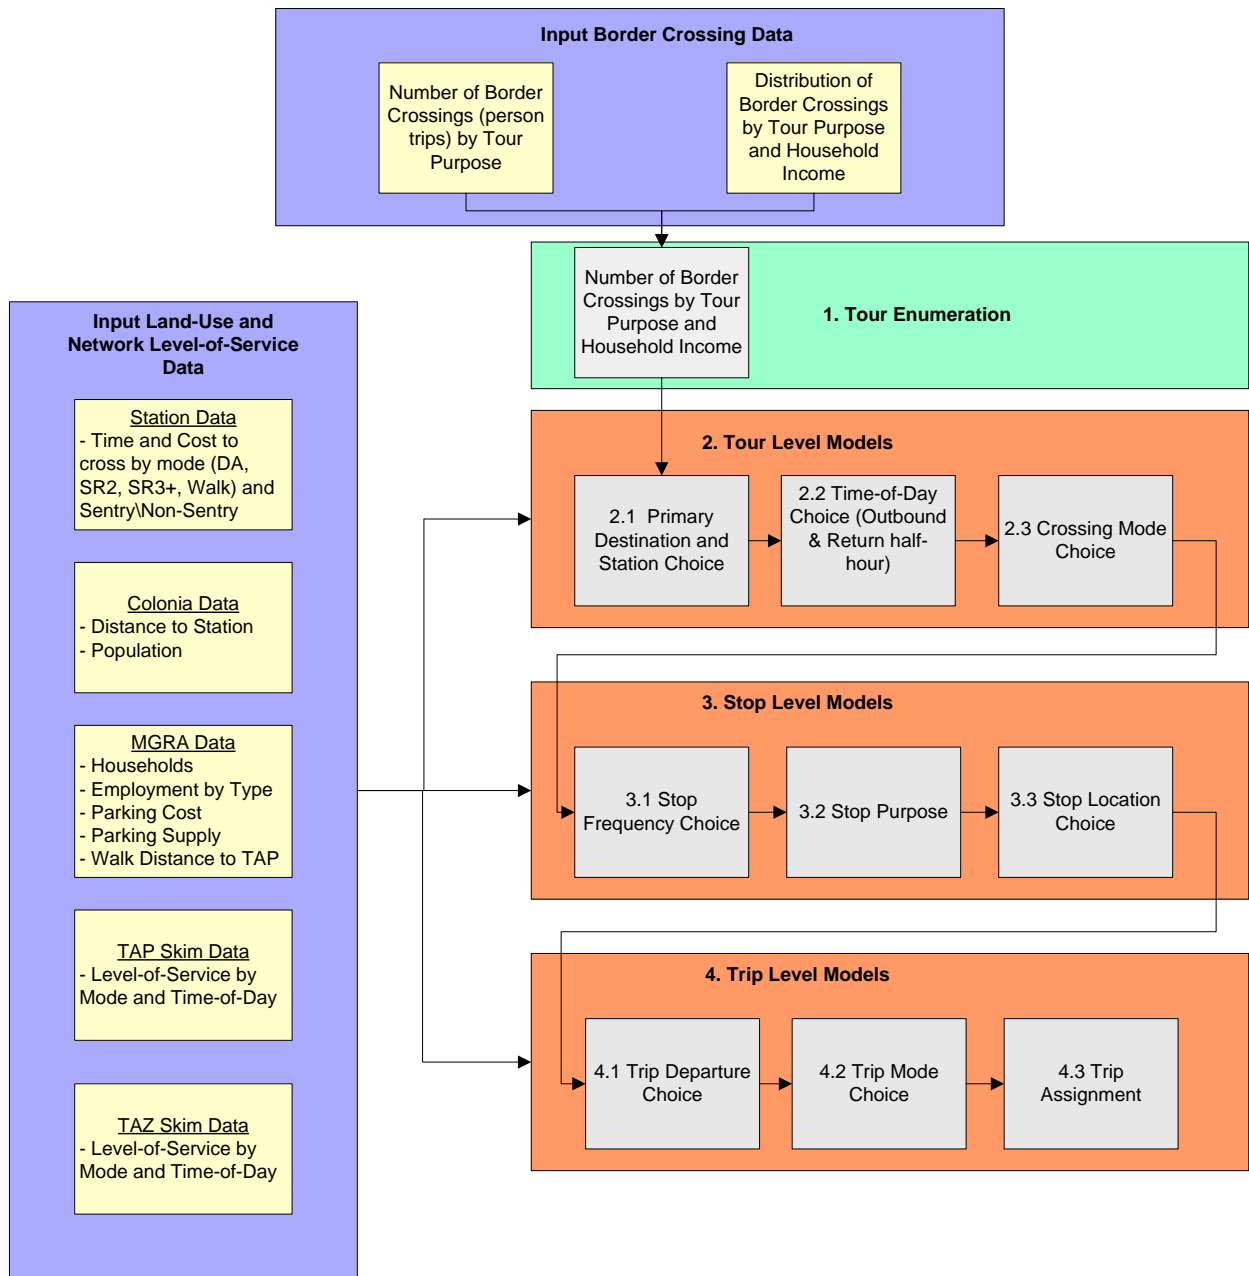 Input Border Crossing Data
Number of Border
Crossings (person
trips) by Tour
Purpose
Distribution of
Border Crossings
by Tour Purpose
and Household
Income
Number of Border
Crossings by Tour
Purpose and
Household Income
1. Tour Enumeration
Input Land-Use and
Network Level-of-Service
Data
Station Data
- Time and Cost to
cross by mode (DA,
SR2, SR3+, Walk) and
Sentry\Non-Sentry
Colonia Data
- Distance to Station
- Population
MGRA Data
- Households
- Employment by Type
- Parking Cost
- Parking Supply
- Walk Distance to TAP
TAP Skim Data
- Level-of-Service by
Mode and Time-of-Day
TAZ Skim Data
- Level-of-Service by
Mode and Time-of-Day
2. Tour Level Models
2.1 Primary
Destination and
Station Choice
2.2 Time-of-Day
Choice (Outbound
& Return half-
hour)
2.3 Crossing Mode
Choice
3. Stop Level Models
3.1 Stop
Frequency Choice
3.2 Stop Purpose
3.3 Stop Location
Choice
4. Trip Level Models
4.1 Trip Departure
Choice
4.2 Trip Mode
Choice
4.3 Trip
Assignment